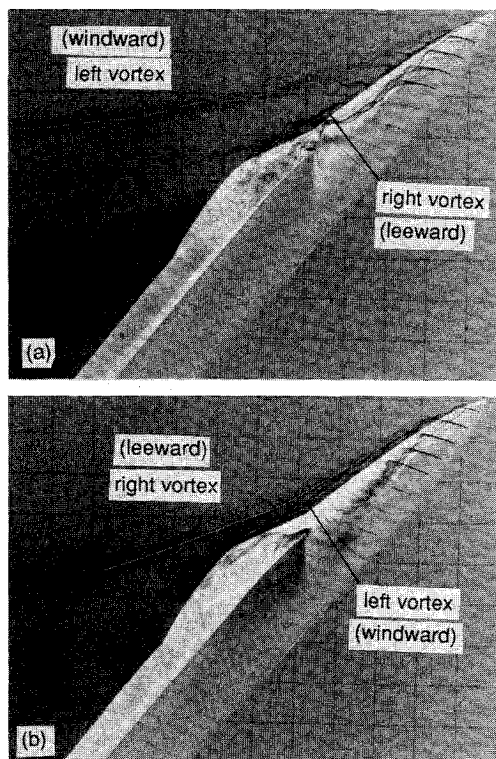 (windward)
left vortex
right vortex
(leeward)
(a)
(leeward)
right vortex
left vortex
(windward)
(b)